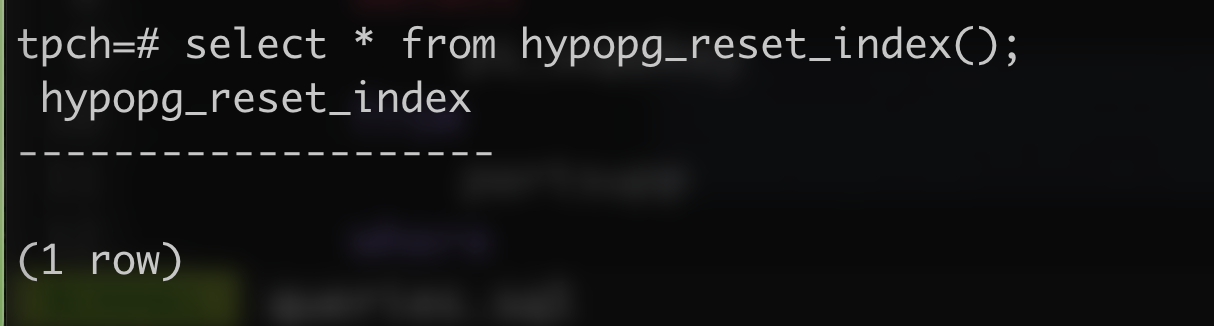 tpch=# select * from hypopg_reset_index();
hypopg_reset_index
--------------------
(1 row)